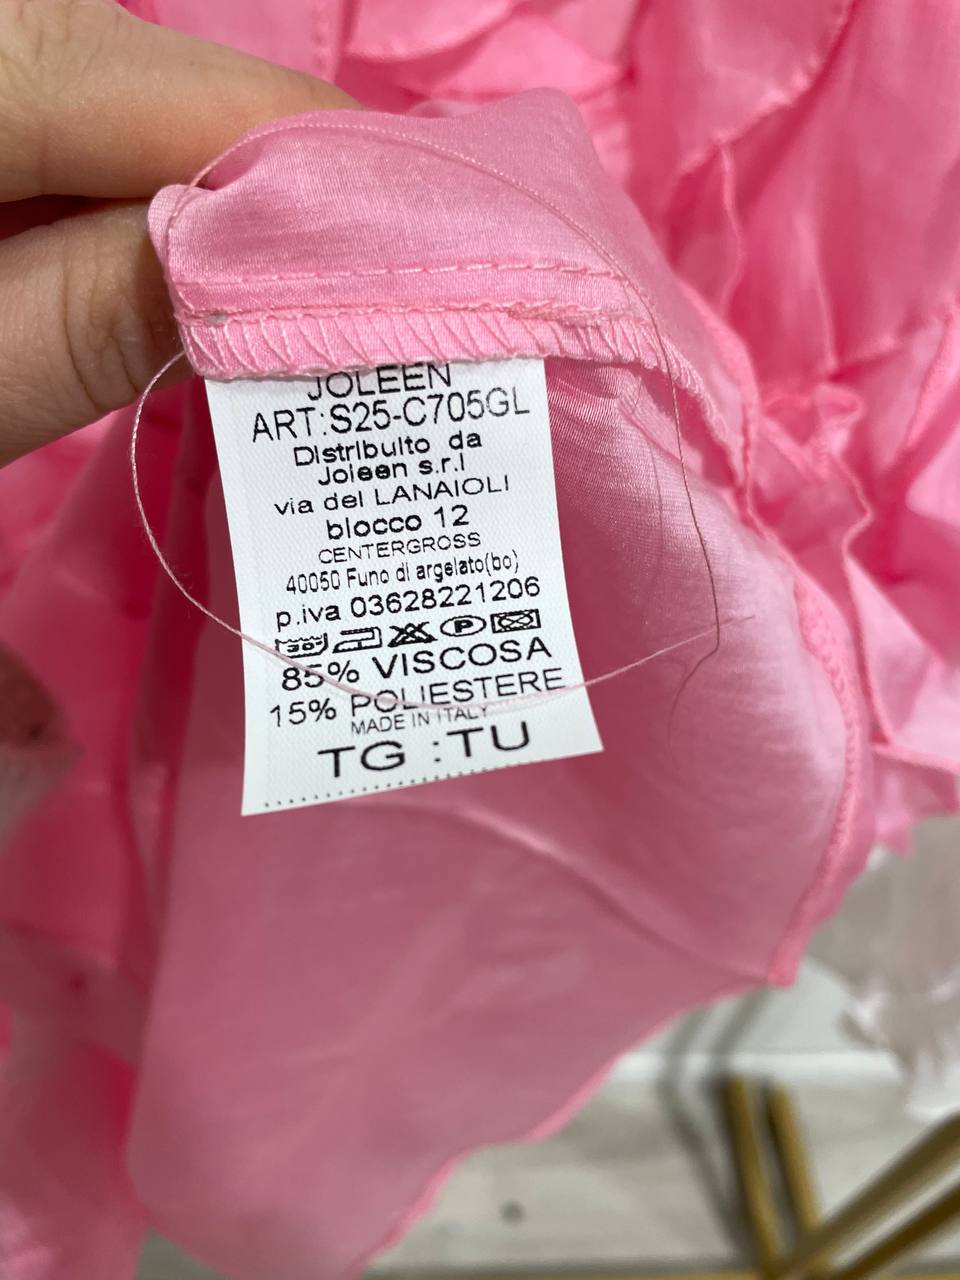 JOLEEN
ART:S25-C705GL
Distribuito da
Joleen s.r.l
via del LANAIOLI
blocco 12
CENTERGROSS
40050 Funo di argelato(bo)
p.iva 03628221206
P
85% VISCOSA
15% POLIESTERE
MADE IN ITALY
TG :TU